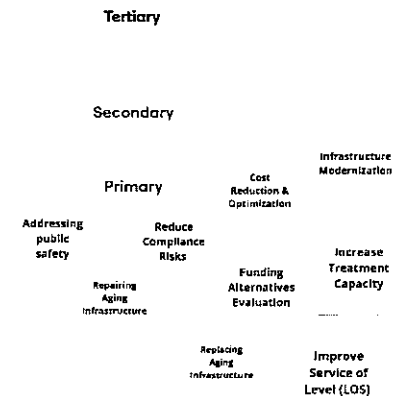 Tertiary
Secondary
Infrastructure
Modernization
Cost
Reduction &
Optimization
Primary
Addressing
public
safety
Reduce
Compliance
Risks
Increase
Treatment
Capacity
Funding
Alternatives
Evaluation
Repairing
Aging
Infrastructure
Replacing
Aging
Infrastructure
Improve
Service of
Level (LOS)